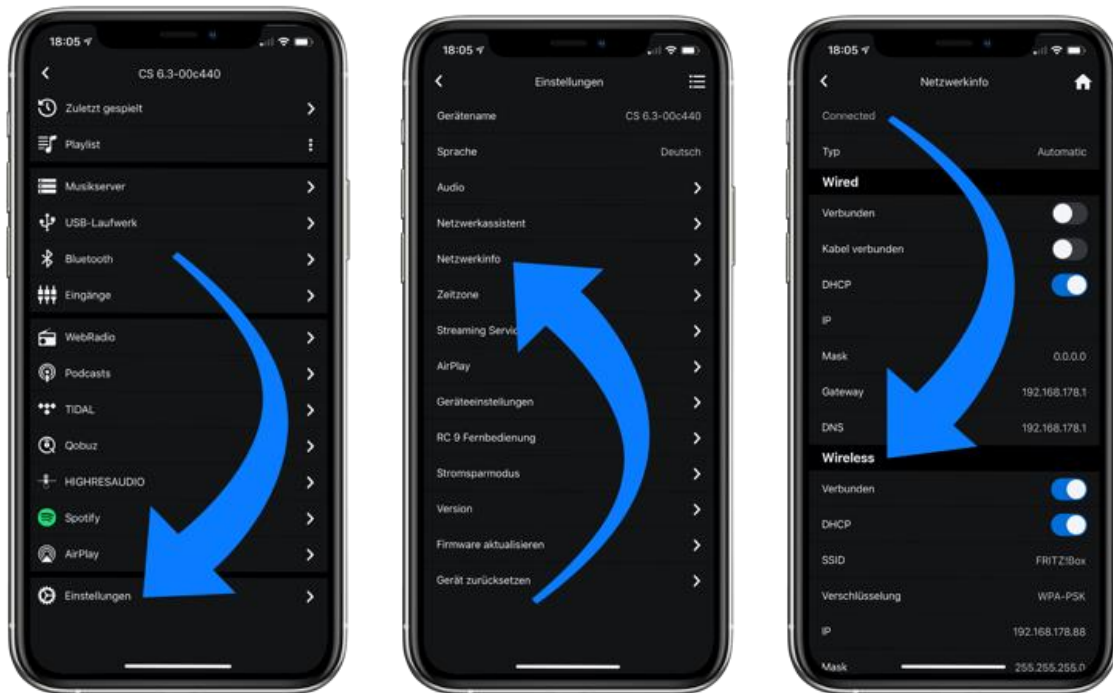 18:05
CS 6.3-00c440
Zuletzt gespielt
Playlist
Musikserver
USB-Laufwerk
Bluetooth
Eingänge
WebRadio
Podcasts
TIDAL
Qobuz
HIGHRESAUDIO
Spotify
AirPlay
Einstellungen
18:05
Einstellungen
Gerätename CS 6.3-00c440
Sprache Deutsch
Audio
Netzwerkassistent
Netzwerkinfo
Zeitzone
Streaming
AirPlay
Geräteeinstellungen
RC 9 Fernbedienung
Stromsparmodus
Version
Firmware aktualisieren
Gerät zurücksetzen
18:05
Netzwerkinfo
Connected
Typ Automatic
Wired
Verbunden
Kabel verbunden
DHCP
IP
Mask 0.0.0.0
Gateway 192.168.178.1
DNS 192.168.178.1
Wireless
Verbunden
DHCP
SSID FRITZ!Box
Verschlüsselung WPA-PSK
IP 192.168.178.88
Mask 255.255.255.0